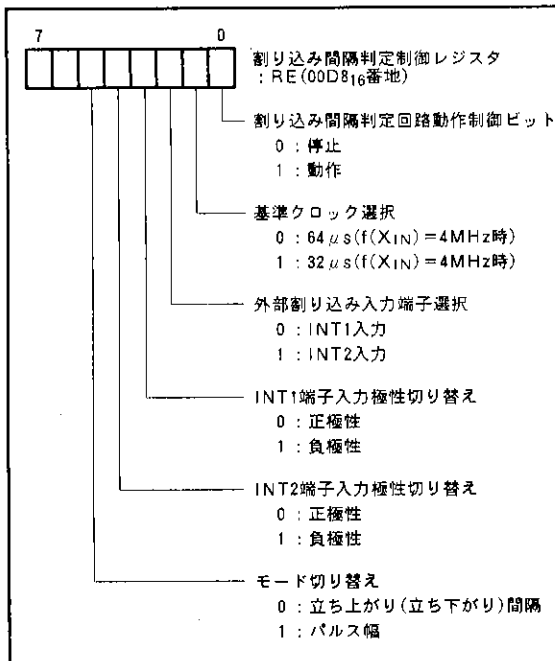 7 0
割り込み間隔判定制御レジスタ
: RE(00D8₁₆番地)
割り込み間隔判定回路動作制御ビット
0 : 停止
1 : 動作
基準クロック選択
0 : 64μs(f(XIN)=4MHz時)
1 : 32μs(f(XIN)=4MHz時)
外部割り込み入力端子選択
0 : INT1入力
1 : INT2入力
INT1端子入力極性切り替え
0 : 正極性
1 : 負極性
INT2端子入力極性切り替え
0 : 正極性
1 : 負極性
モード切り替え
0 : 立ち上がり(立ち下がり)間隔
1 : パルス幅